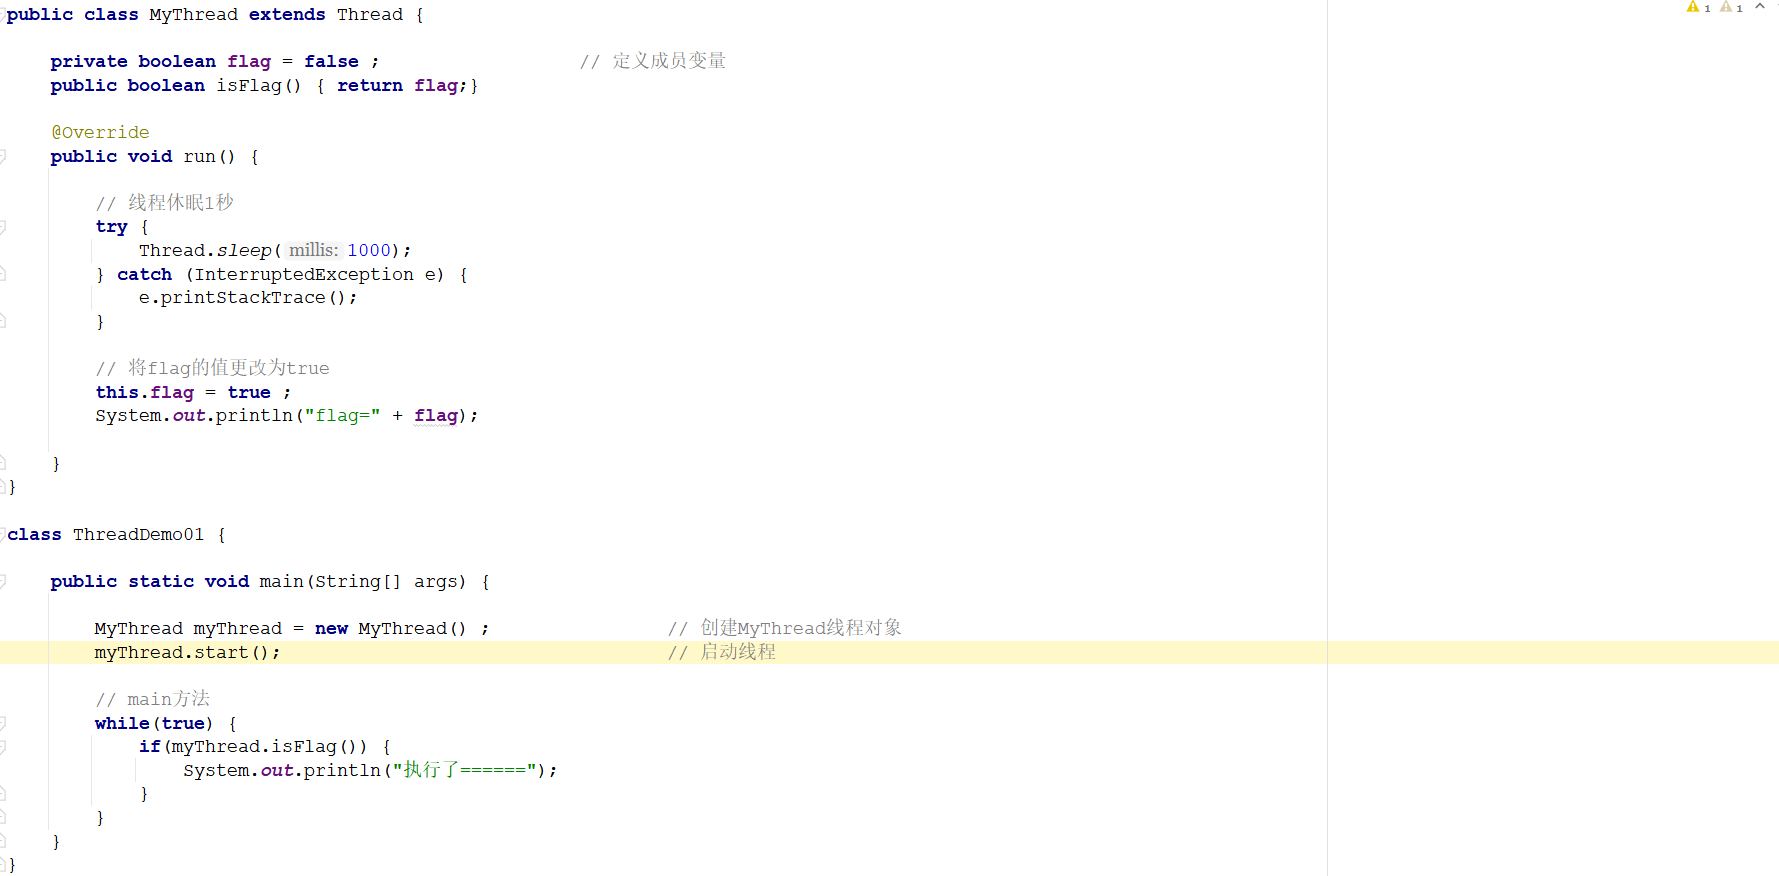 public class MyThread extends Thread {
1 1
private boolean flag = false ; // 定义成员变量
public boolean isFlag() { return flag;}
@Override
public void run() {
// 线程休眠1秒
try {
Thread.sleep( millis: 1000);
} catch (InterruptedException e) {
e.printStackTrace();
}
// 将flag的值更改为true
this.flag = true ;
System.out.println("flag=" + flag);
}
}
class ThreadDemo01 {
public static void main(String[] args) {
MyThread myThread = new MyThread() ; // 创建MyThread线程对象
myThread.start(); // 启动线程
// main方法
while(true) {
if(myThread.isFlag()) {
System.out.println("执行了======");
}
}
}
}